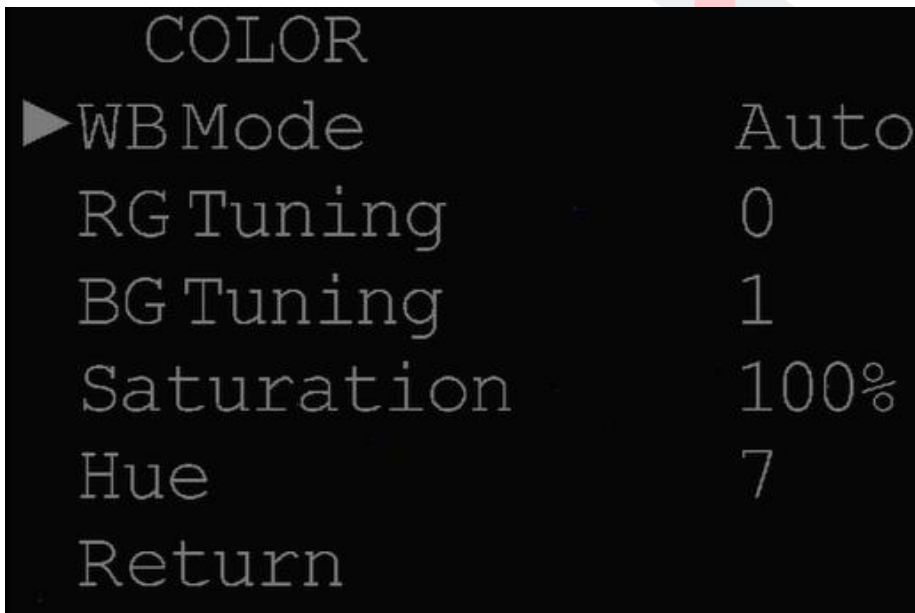 COLOR
▶WB Mode Auto
RG Tuning 0
BG Tuning 1
Saturation 100%
Hue 7
Return